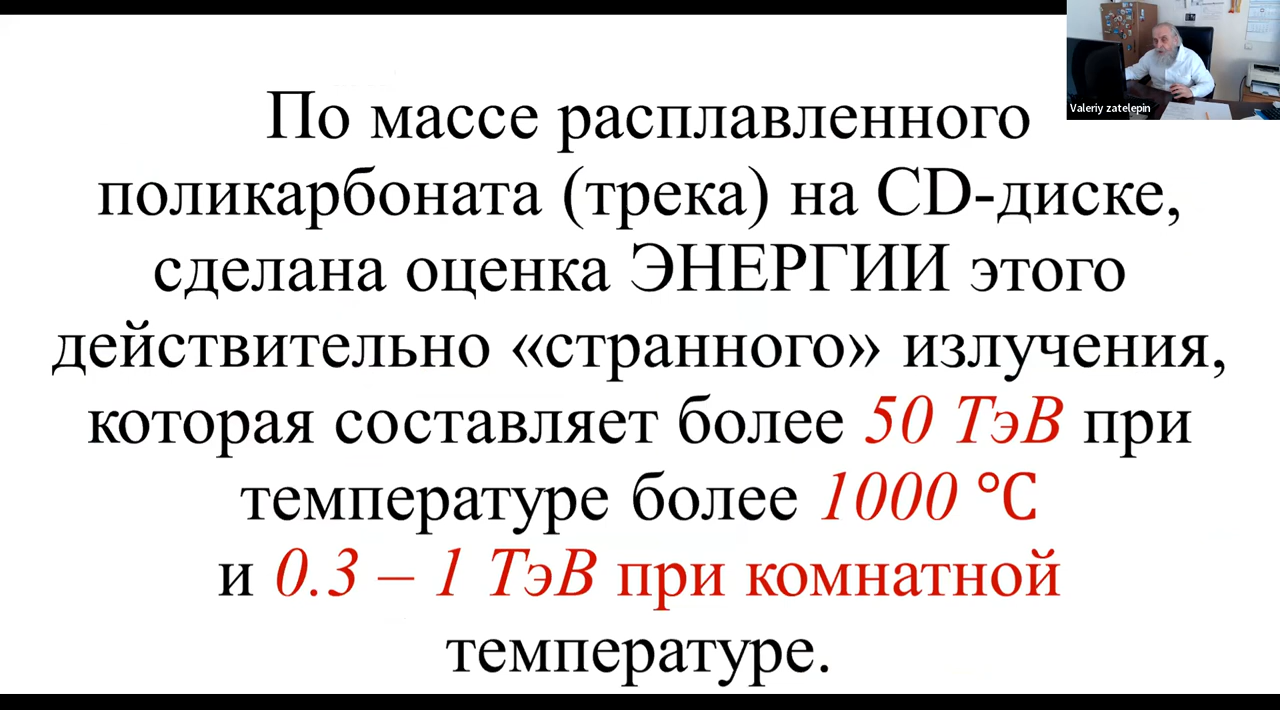 Valeriy zatelepin
По массе расплавленного
поликарбоната (трека) на CD-диске,
сделана оценка ЭНЕРГИИ этого
действительно «странного» излучения,
которая составляет более 50 ТэВ при
температуре более 1000 °C
и 0.3 – 1 ТэВ при комнатной
температуре.